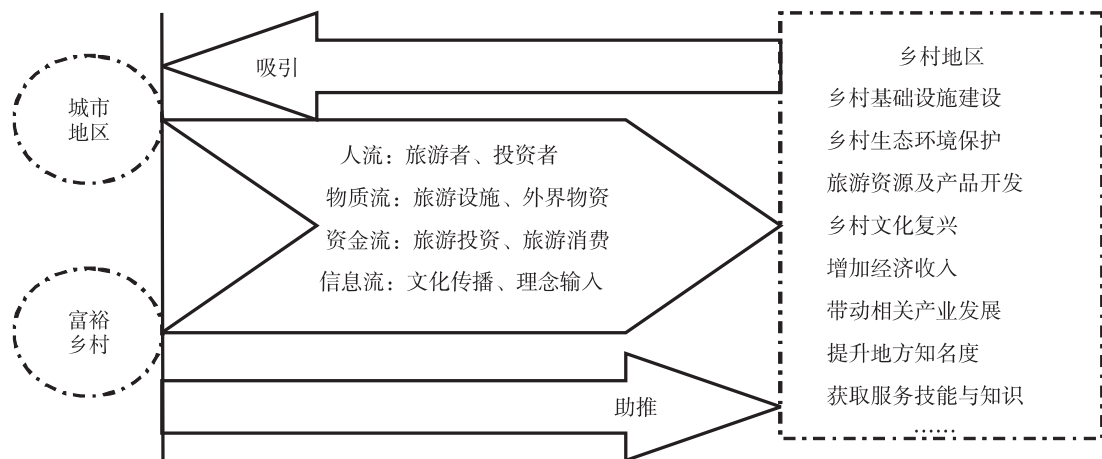 吸引
城市
地区
人流：旅游者、投资者
物质流：旅游设施、外界物资
资金流：旅游投资、旅游消费
信息流：文化传播、理念输入
富裕
乡村
助推
乡村地区
乡村基础设施建设
乡村生态环境保护
旅游资源及产品开发
乡村文化复兴
增加经济收入
带动相关产业发展
提升地方知名度
获取服务技能与知识
……